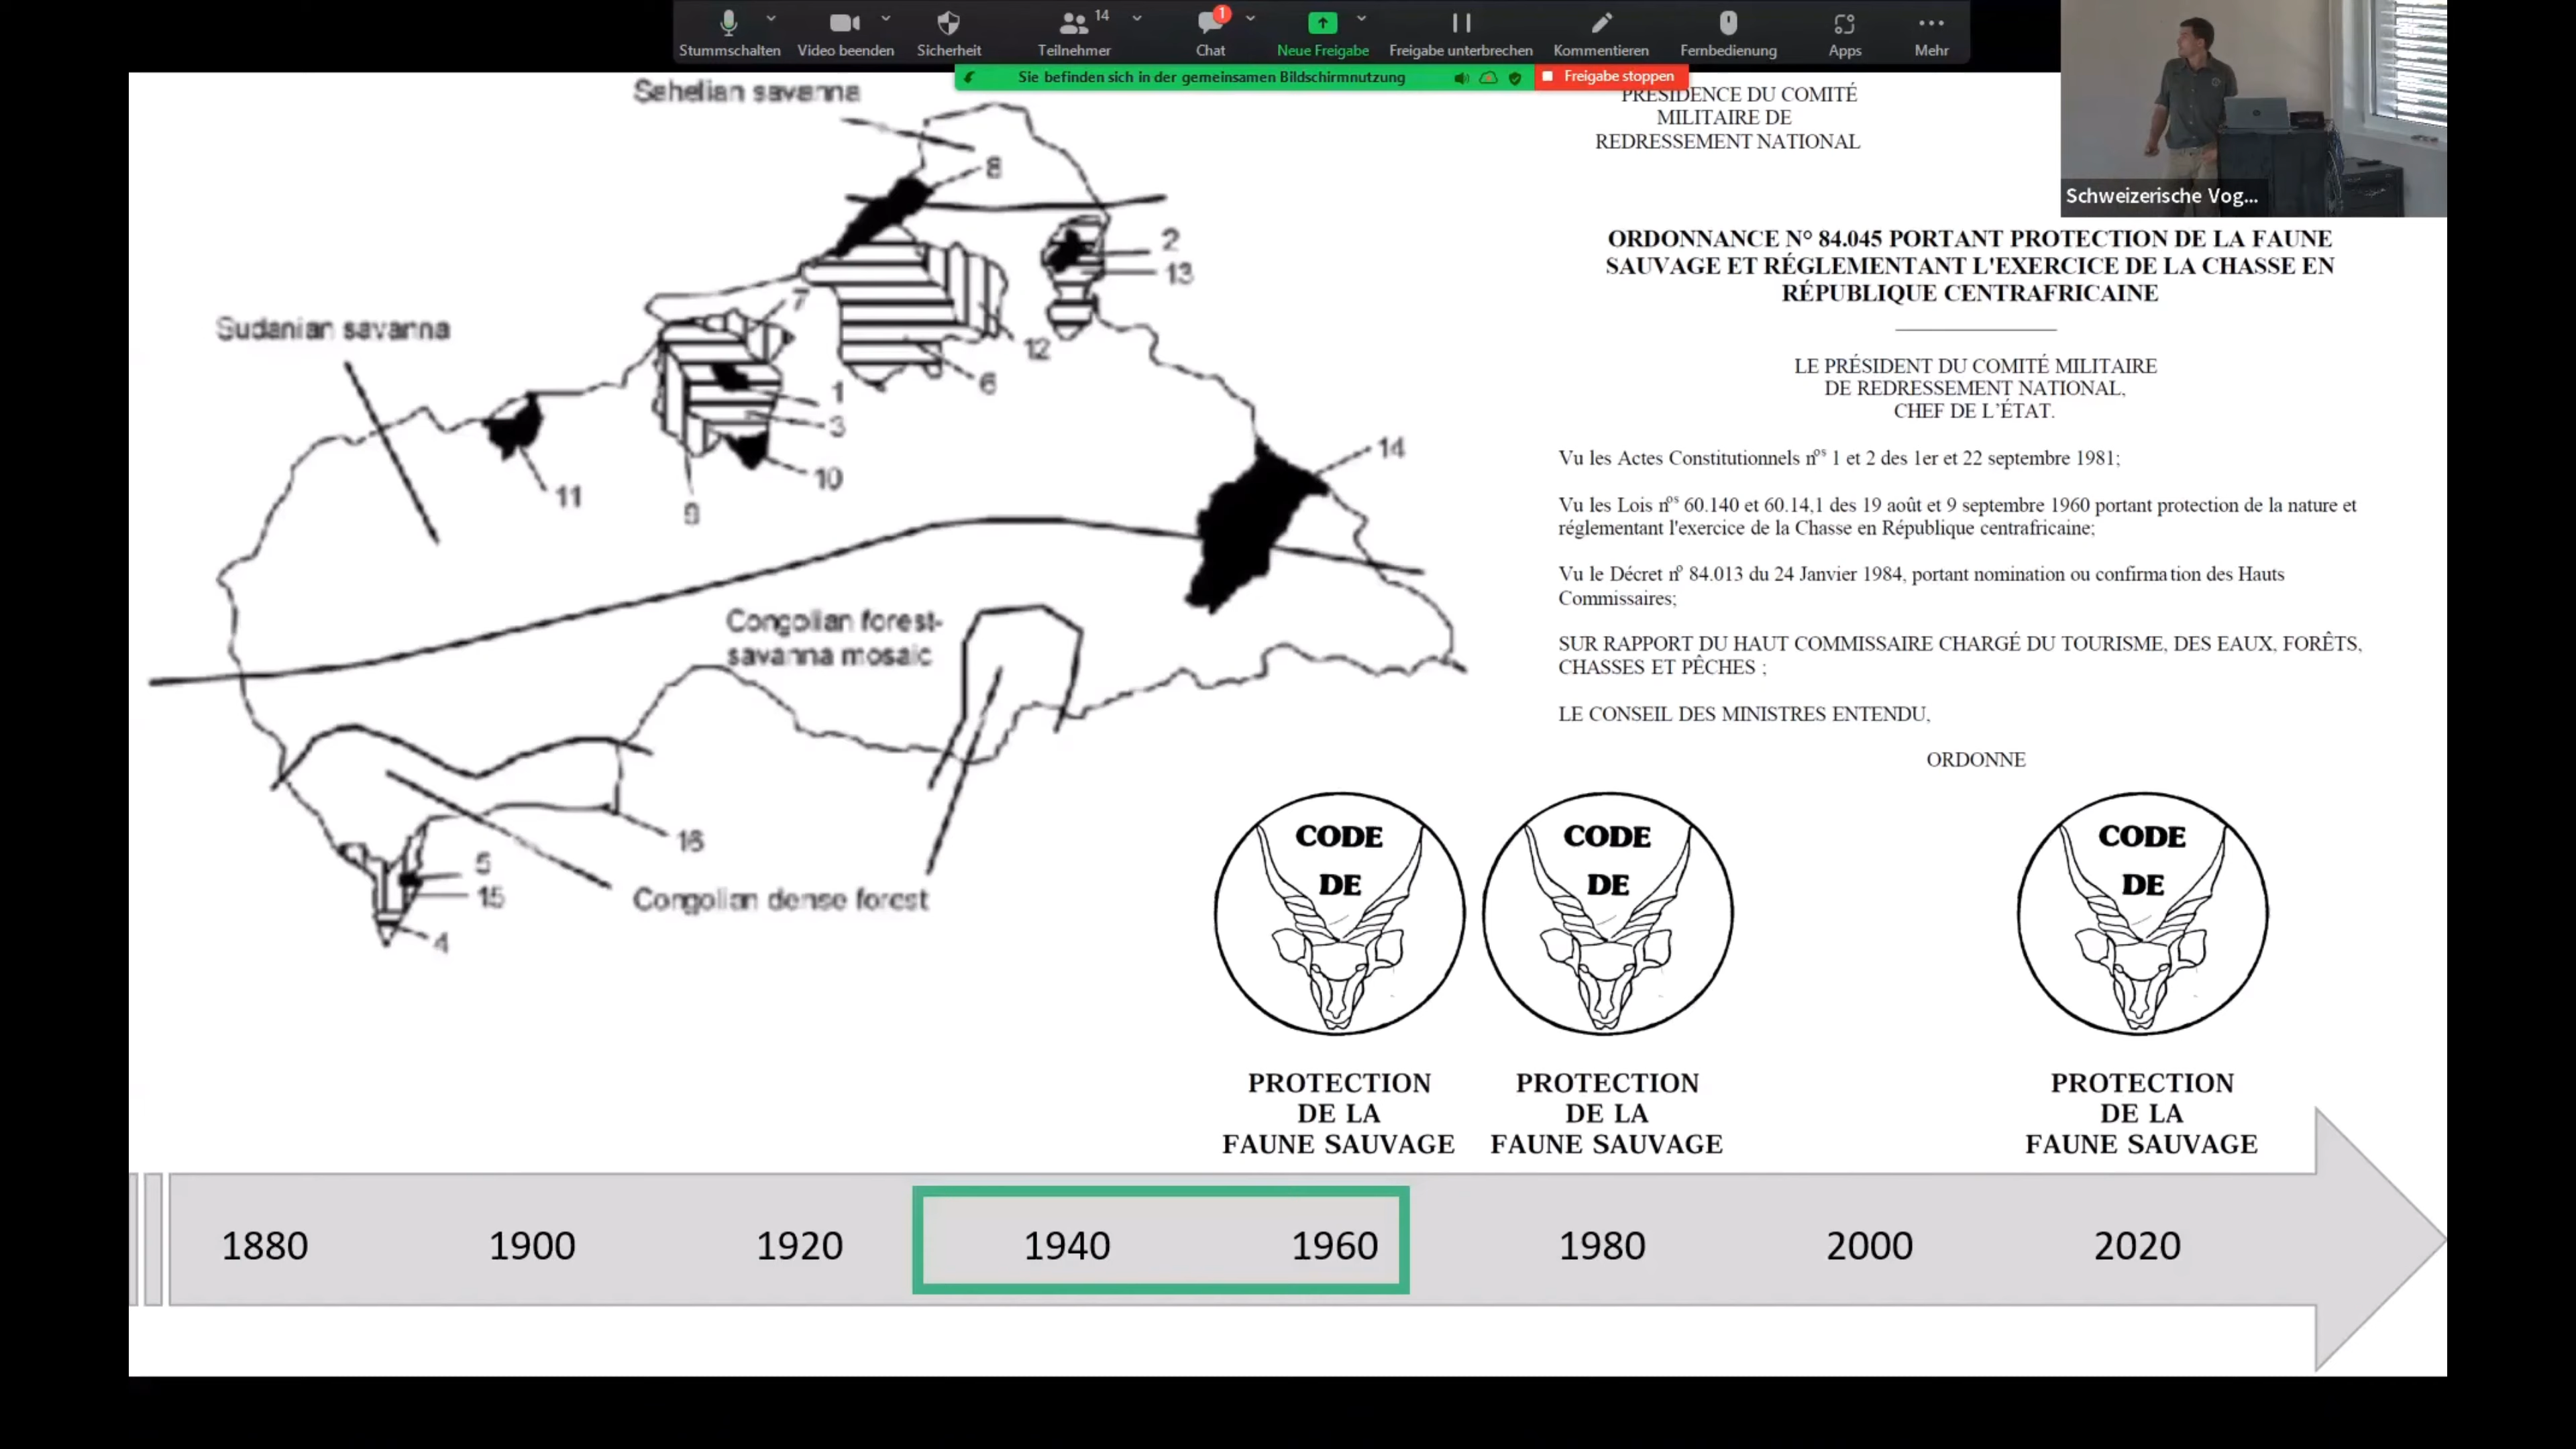 Stummschalten
Video beenden
Sicherheit
14
Teilnehmer
1
Chat
Neue Freigabe
Freigabe unterbrechen
Kommentieren
Fernbedienung
Apps
Mehr
Sie befinden sich in der gemeinsamen Bildschirmnutzung
Freigabe stoppen
Schweizerische Vog...
Sehelian savanna
8
2
13
7
12
6
Sudanian savanna
1
3
14
10
11
9
Congolian forest-
savanna mosaic
16
5
15
Congolian dense forest
4
PRÉSIDENCE DU COMITÉ
MILITAIRE DE
REDRESSEMENT NATIONAL
ORDONNANCE N° 84.045 PORTANT PROTECTION DE LA FAUNE
SAUVAGE ET RÉGLEMENTANT L'EXERCICE DE LA CHASSE EN
RÉPUBLIQUE CENTRAFRICAINE
LE PRÉSIDENT DU COMITÉ MILITAIRE
DE REDRESSEMENT NATIONAL,
CHEF DE L'ÉTAT.
Vu les Actes Constitutionnels nos 1 et 2 des 1er et 22 septembre 1981;
Vu les Lois nos 60.140 et 60.14,1 des 19 août et 9 septembre 1960 portant protection de la nature et
réglementant l'exercice de la Chasse en République centrafricaine;
Vu le Décret no 84.013 du 24 Janvier 1984, portant nomination ou confirmation des Hauts
Commissaires;
SUR RAPPORT DU HAUT COMMISSAIRE CHARGÉ DU TOURISME, DES EAUX, FORÊTS,
CHASSES ET PÊCHES ;
LE CONSEIL DES MINISTRES ENTENDU,
ORDONNE
CODE
DE
PROTECTION
DE LA
FAUNE SAUVAGE
CODE
DE
PROTECTION
DE LA
FAUNE SAUVAGE
CODE
DE
PROTECTION
DE LA
FAUNE SAUVAGE
1880 1900 1920 1940 1960 1980 2000 2020